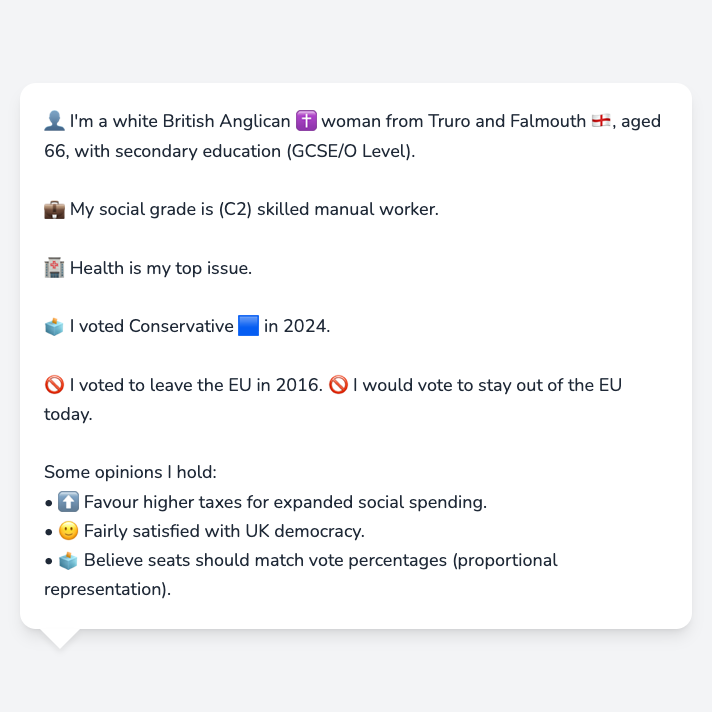 👤 I'm a white British Anglican ✝️ woman from Truro and Falmouth 🏴󠁧󠁢󠁥󠁮󠁧󠁿, aged
66, with secondary education (GCSE/O Level).
💼 My social grade is (C2) skilled manual worker.
🏥 Health is my top issue.
🗳️ I voted Conservative 🟦 in 2024.
🚫 I voted to leave the EU in 2016. 🚫 I would vote to stay out of the EU
today.
Some opinions I hold:
• ⬆️ Favour higher taxes for expanded social spending.
• 🙂 Fairly satisfied with UK democracy.
• 🗳️ Believe seats should match vote percentages (proportional
representation).